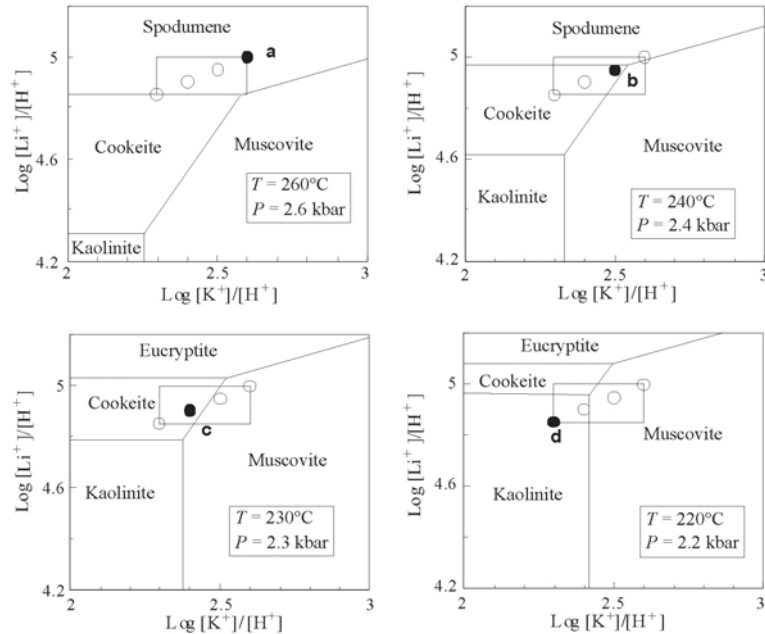 Spodumene
a
5
Log [Li⁺]/[H⁺]
4.6
Cookeite
Muscovite
T = 260°C
P = 2.6 kbar
Kaolinite
4.2
2
2.5
3
Log [K⁺]/[H⁺]
Spodumene
5
b
Log [Li⁺]/[H⁺]
Cookeite
4.6
Muscovite
Kaolinite
T = 240°C
P = 2.4 kbar
4.2
2
2.5
3
Log [K⁺]/[H⁺]
Eucryptite
5
Cookeite
c
Log [Li⁺]/[H⁺]
4.6
Muscovite
Kaolinite
T = 230°C
P = 2.3 kbar
4.2
2
2.5
3
Log [K⁺]/[H⁺]
Eucryptite
5
Cookeite
d
Log [Li⁺]/[H⁺]
Muscovite
4.6
Kaolinite
T = 220°C
P = 2.2 kbar
4.2
2
2.5
3
Log [K⁺]/[H⁺]